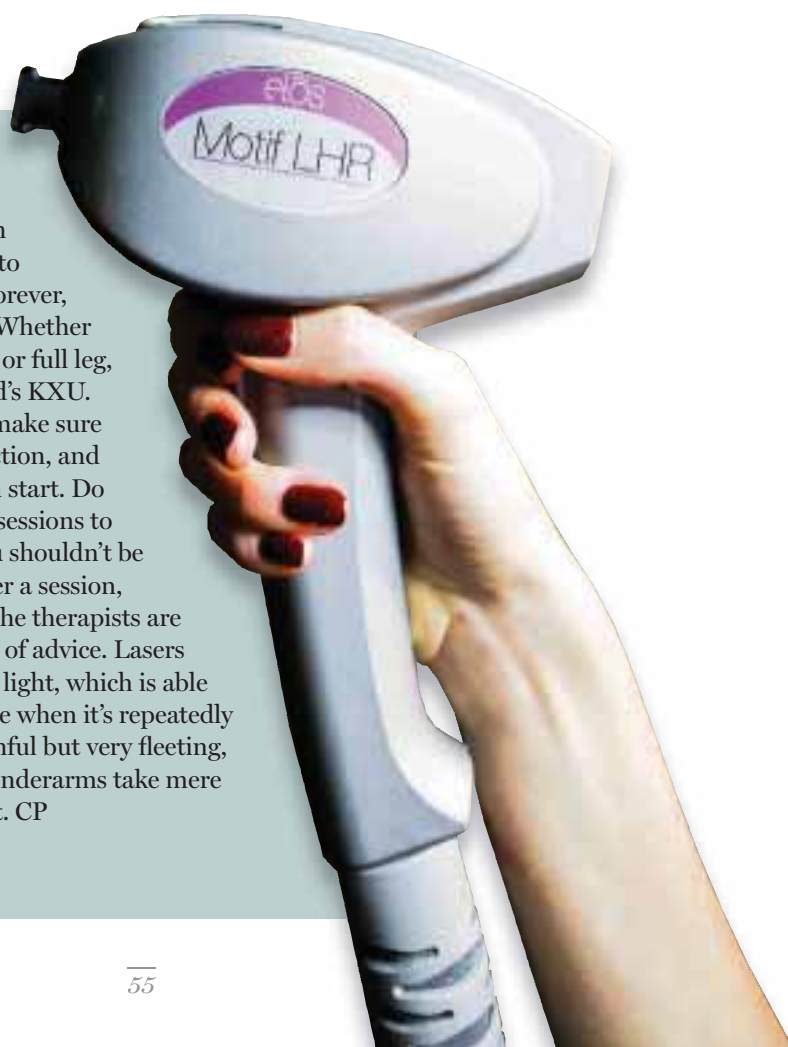 elōs
Motif LHR
to
orever,
Whether
or full leg,
d's KXU.
make sure
ction, and
start. Do
sessions to
shouldn't be
er a session,
he therapists are
of advice. Lasers
light, which is able
e when it's repeatedly
nful but very fleeting,
nderarms take mere
. CP
55